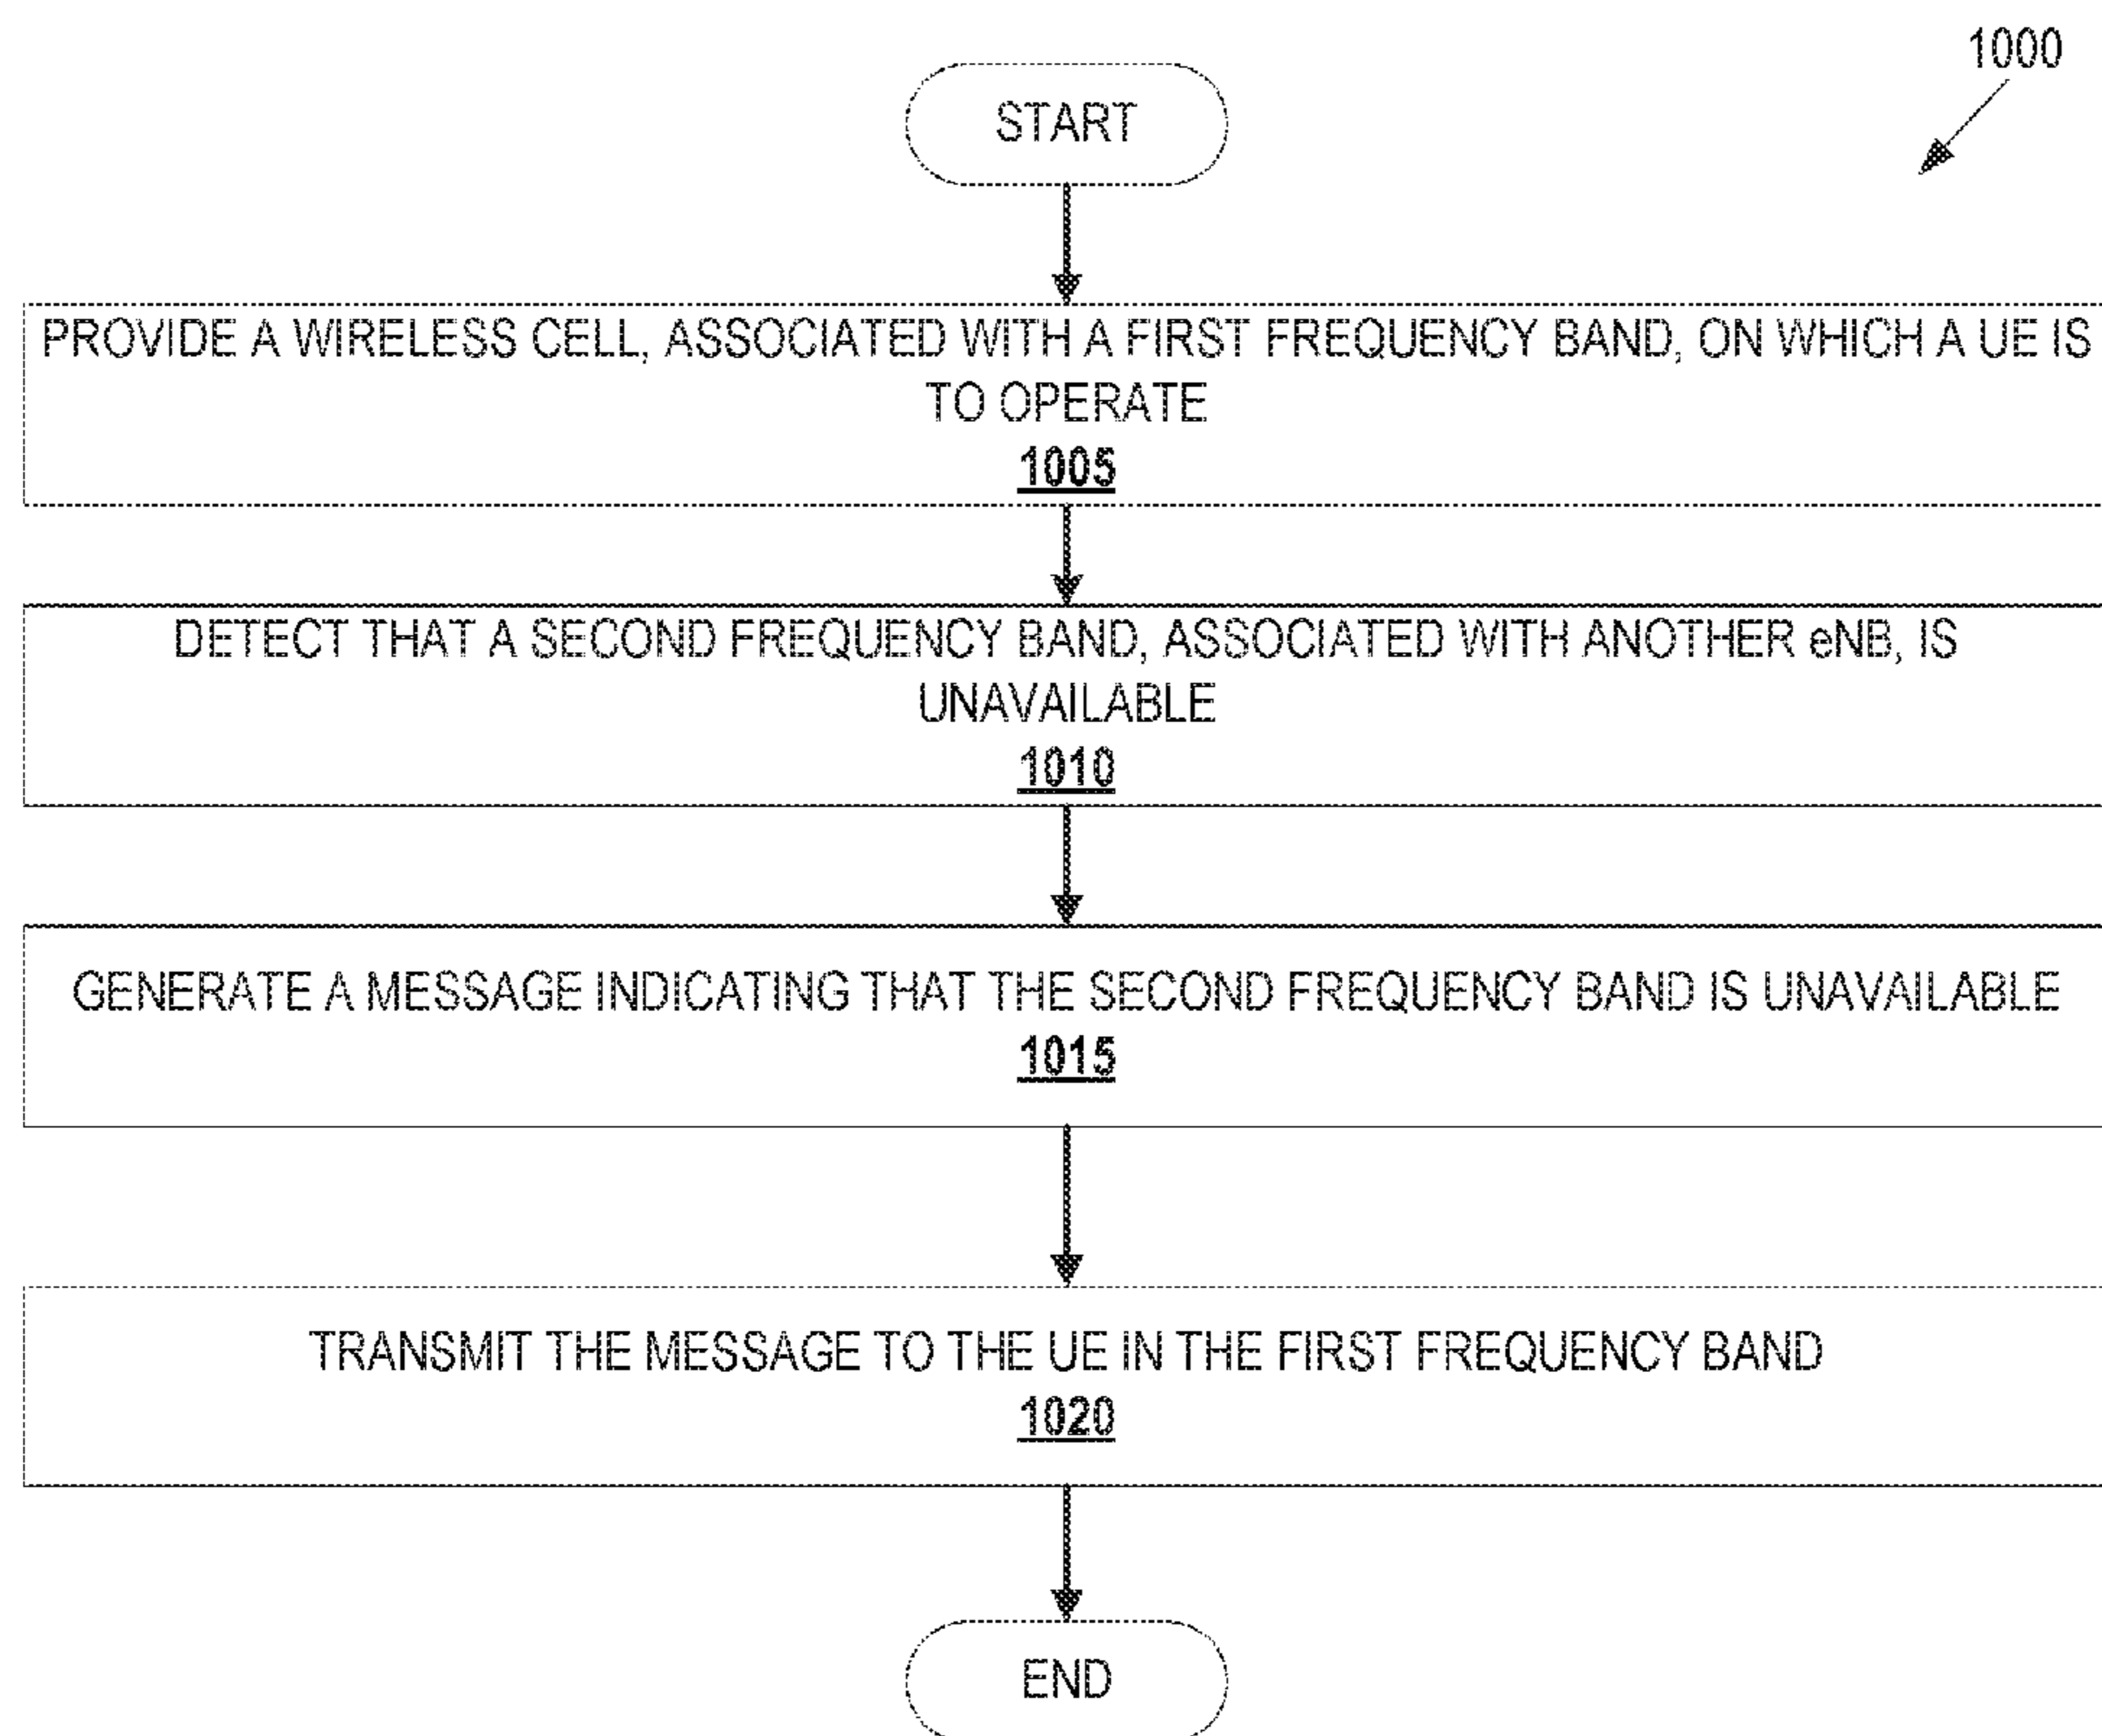 1000
START
PROVIDE A WIRELESS CELL, ASSOCIATED WITH A FIRST FREQUENCY BAND, ON WHICH A UE IS
TO OPERATE
1005
DETECT THAT A SECOND FREQUENCY BAND, ASSOCIATED WITH ANOTHER eNB, IS
UNAVAILABLE
1010
GENERATE A MESSAGE INDICATING THAT THE SECOND FREQUENCY BAND IS UNAVAILABLE
1015
TRANSMIT THE MESSAGE TO THE UE IN THE FIRST FREQUENCY BAND
1020
END